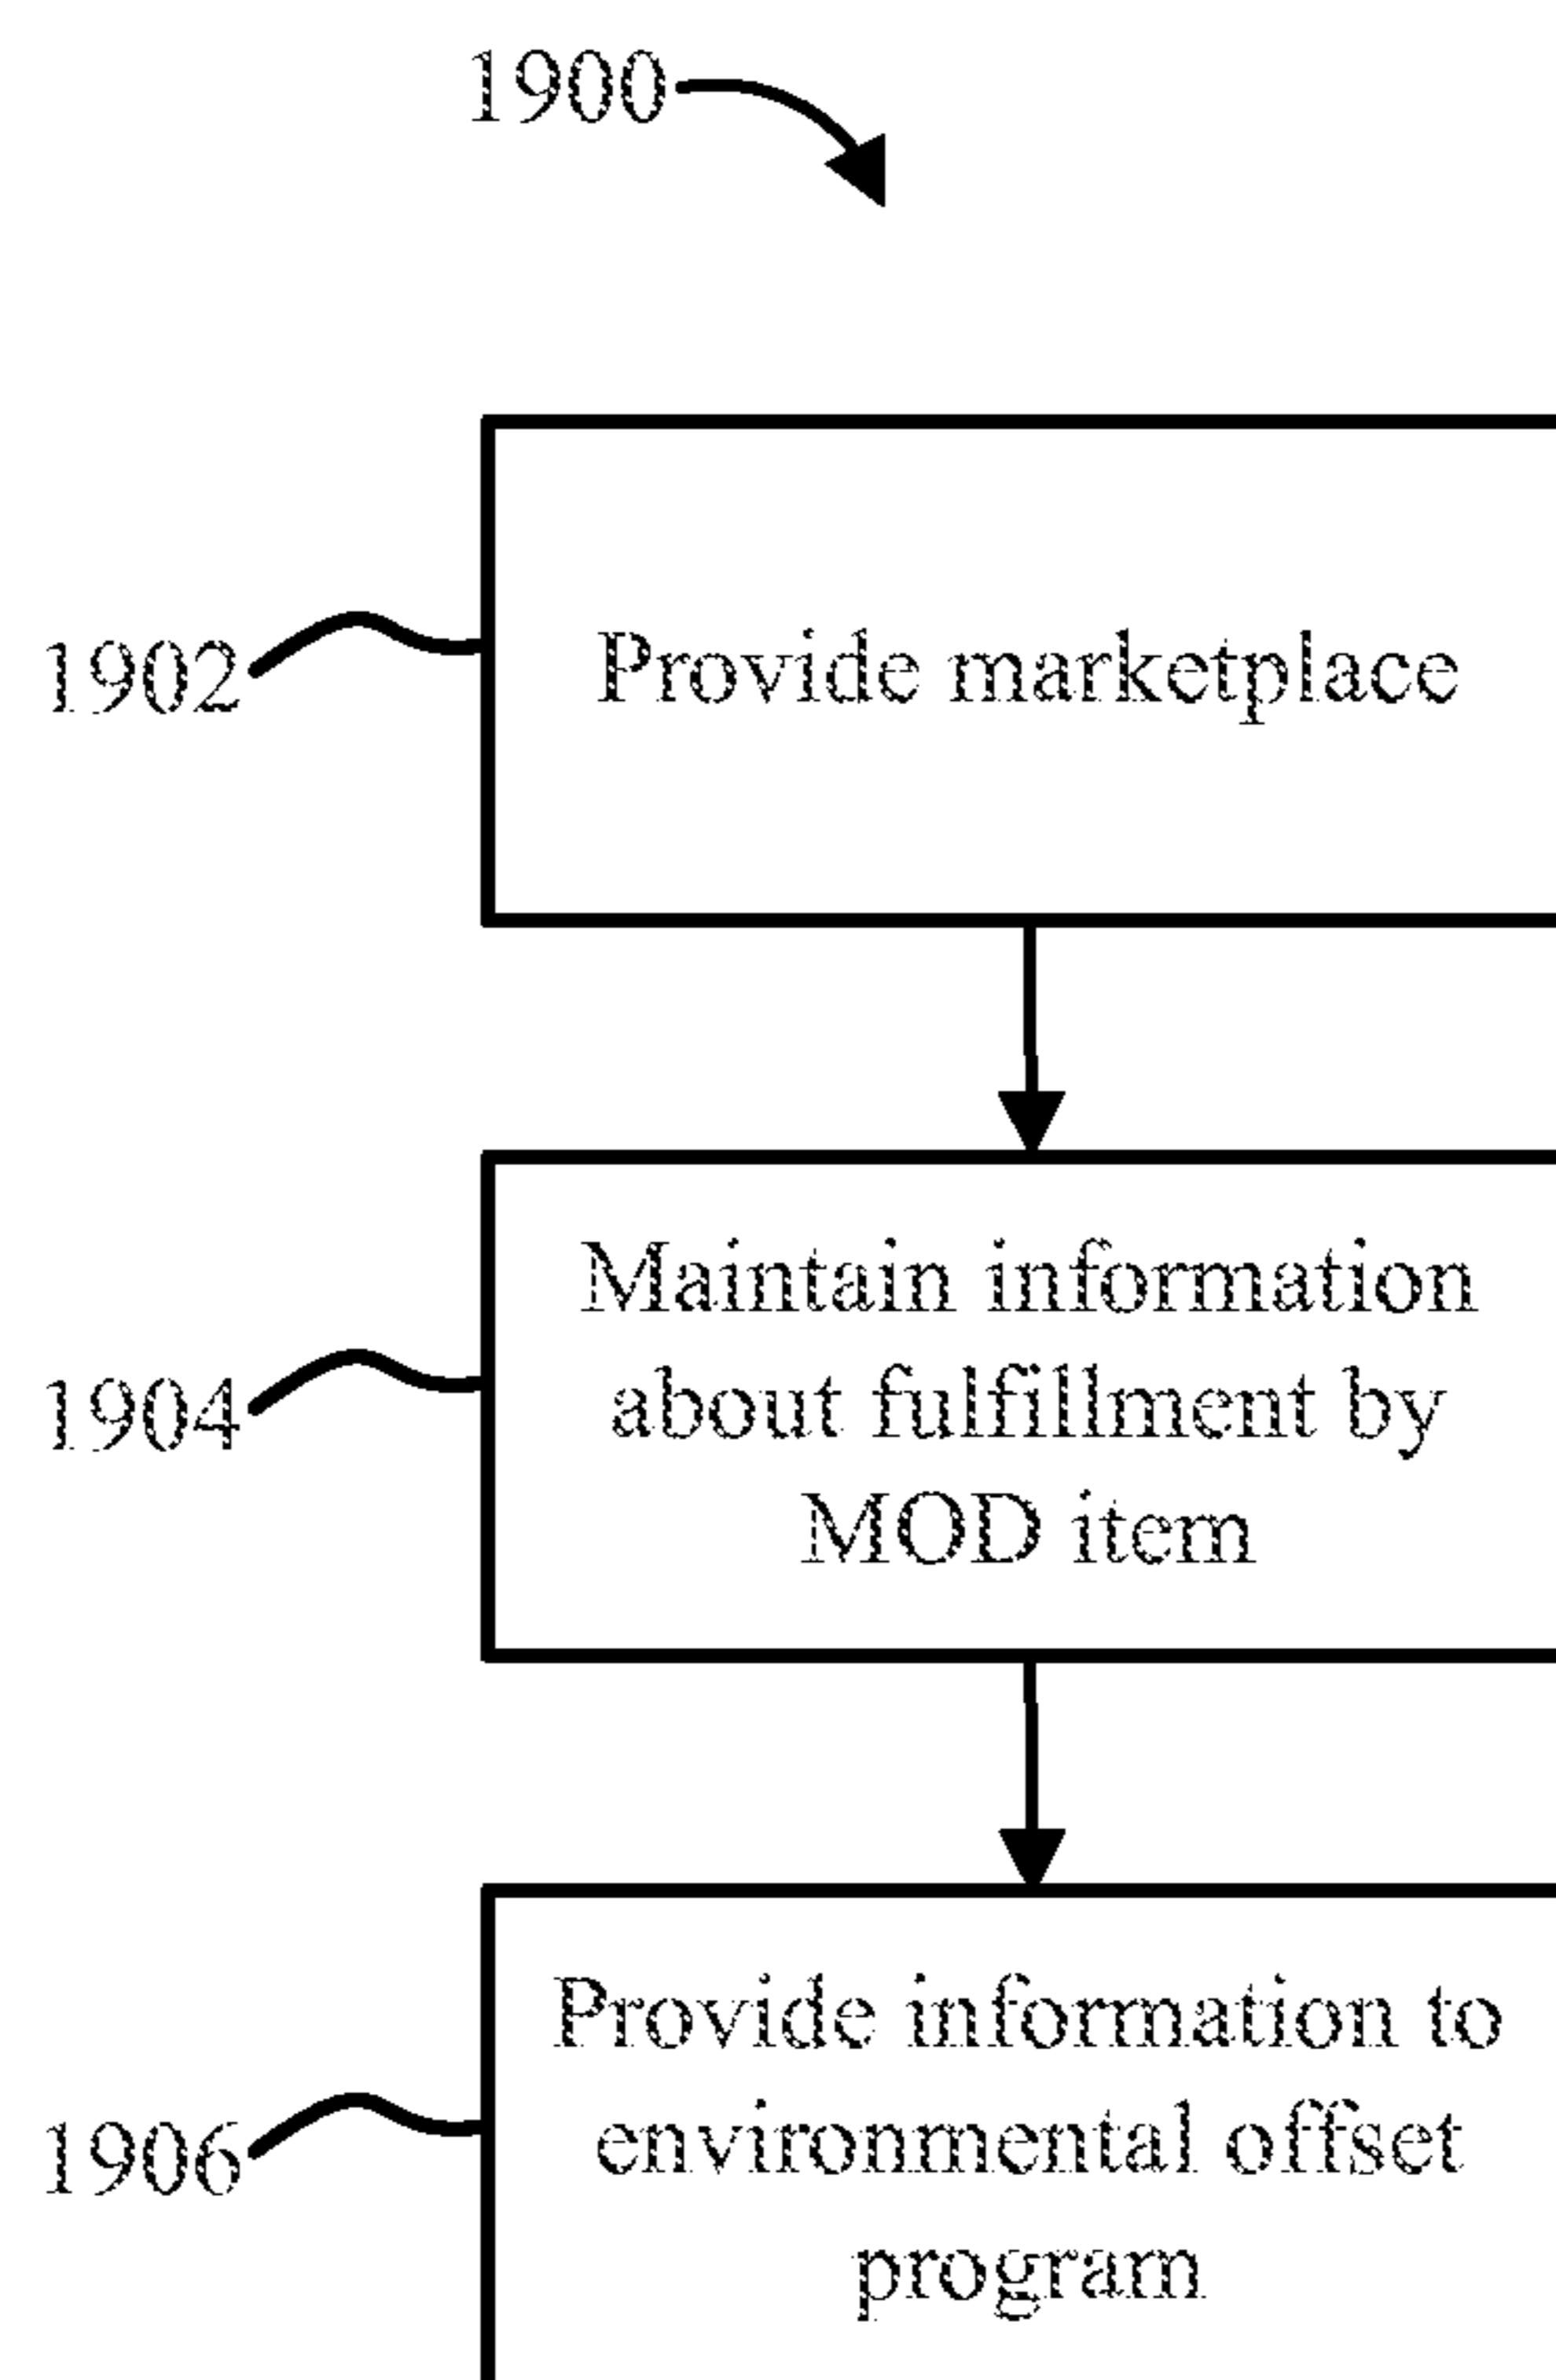 1900
1902
Provide marketplace
Maintain information
1904
about fulfillment by
MOD item
Provide information to
1906
environmental offset
program